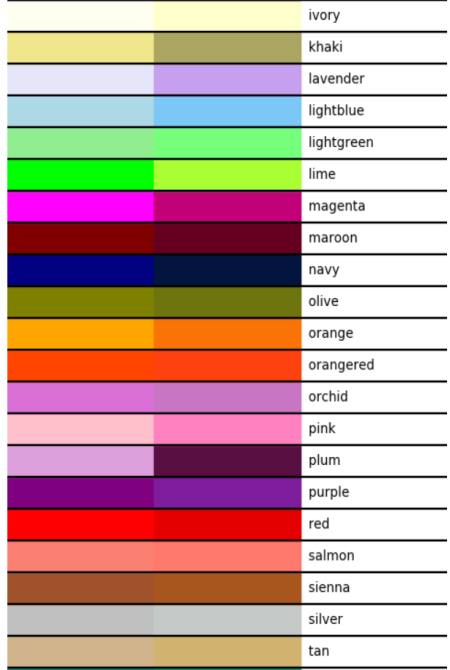 ivory
khaki
lavender
lightblue
lightgreen
lime
magenta
maroon
navy
olive
orange
orangered
orchid
pink
plum
purple
red
salmon
sienna
silver
tan